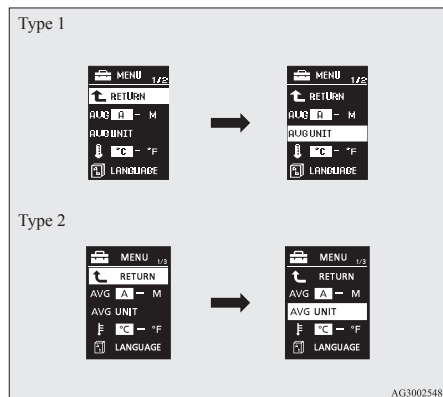 Type 1
MENU 1/2
RETURN
AVG A - M
AVG UNIT
°C - °F
LANGUAGE
MENU 1/2
RETURN
AVG A - M
AVG UNIT
°C - °F
LANGUAGE
Type 2
MENU 1/3
RETURN
AVG A - M
AVG UNIT
°C - °F
LANGUAGE
MENU 1/3
RETURN
AVG A - M
AVG UNIT
°C - °F
LANGUAGE
AG3002548